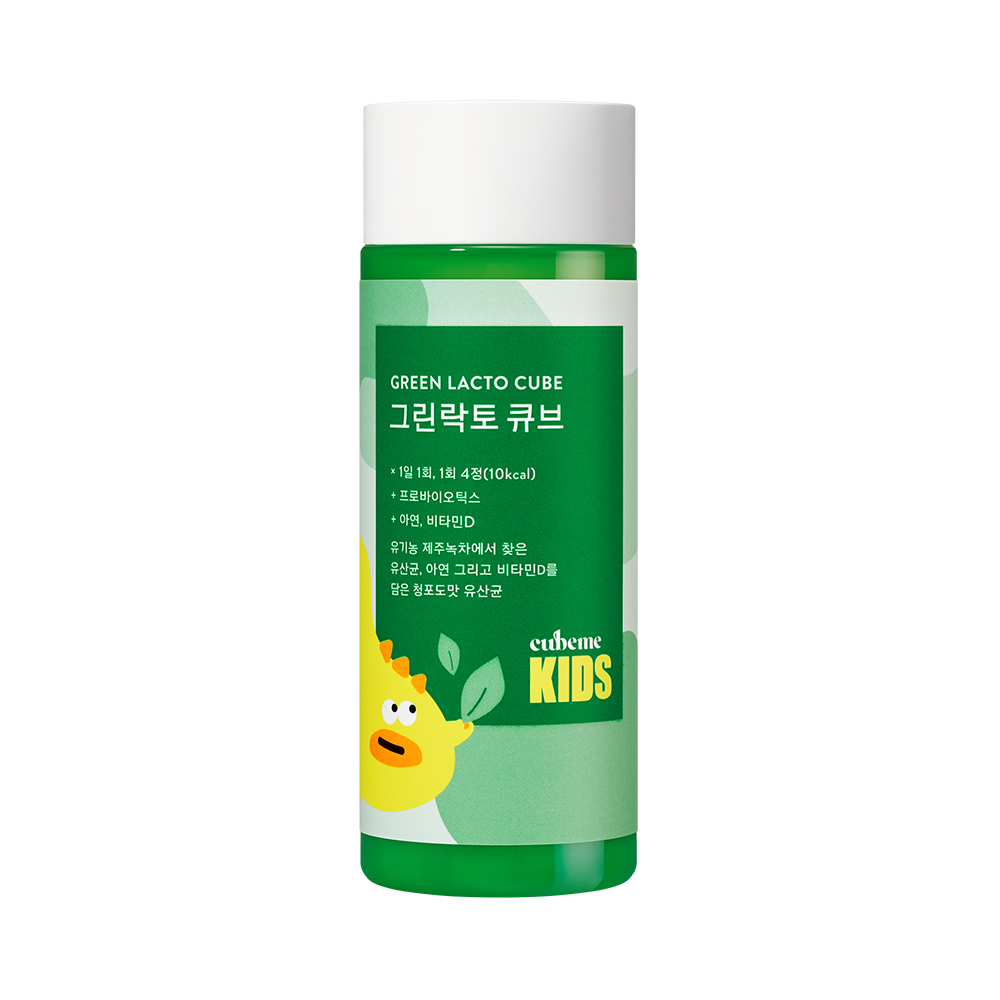 GREEN LACTO CUBE
그린락토 큐브
× 1일 1회, 1회 4정(10kcal)
+ 프로바이오틱스
+ 아연, 비타민D
유기농 제주녹차에서 찾은
유산균, 아연 그리고 비타민D를
담은 청포도맛 유산균
cubeme
KIDS